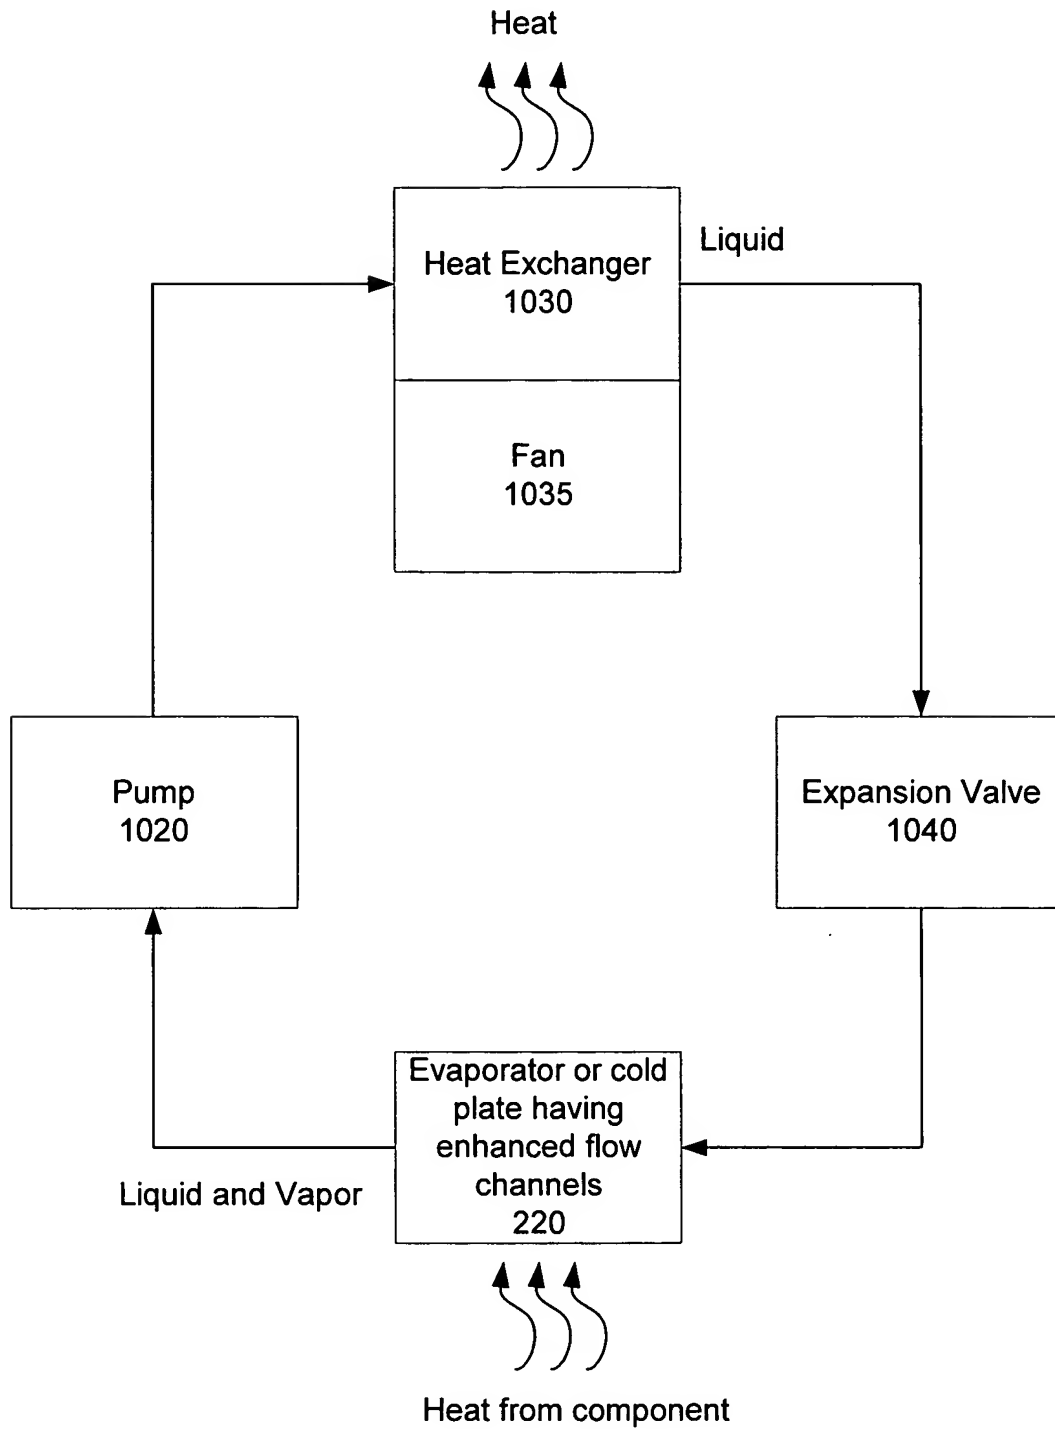 Heat
Heat Exchanger
1030
Liquid
Fan
1035
Pump
1020
Expansion Valve
1040
Evaporator or cold
plate having
enhanced flow
channels
220
Liquid and Vapor
Heat from component